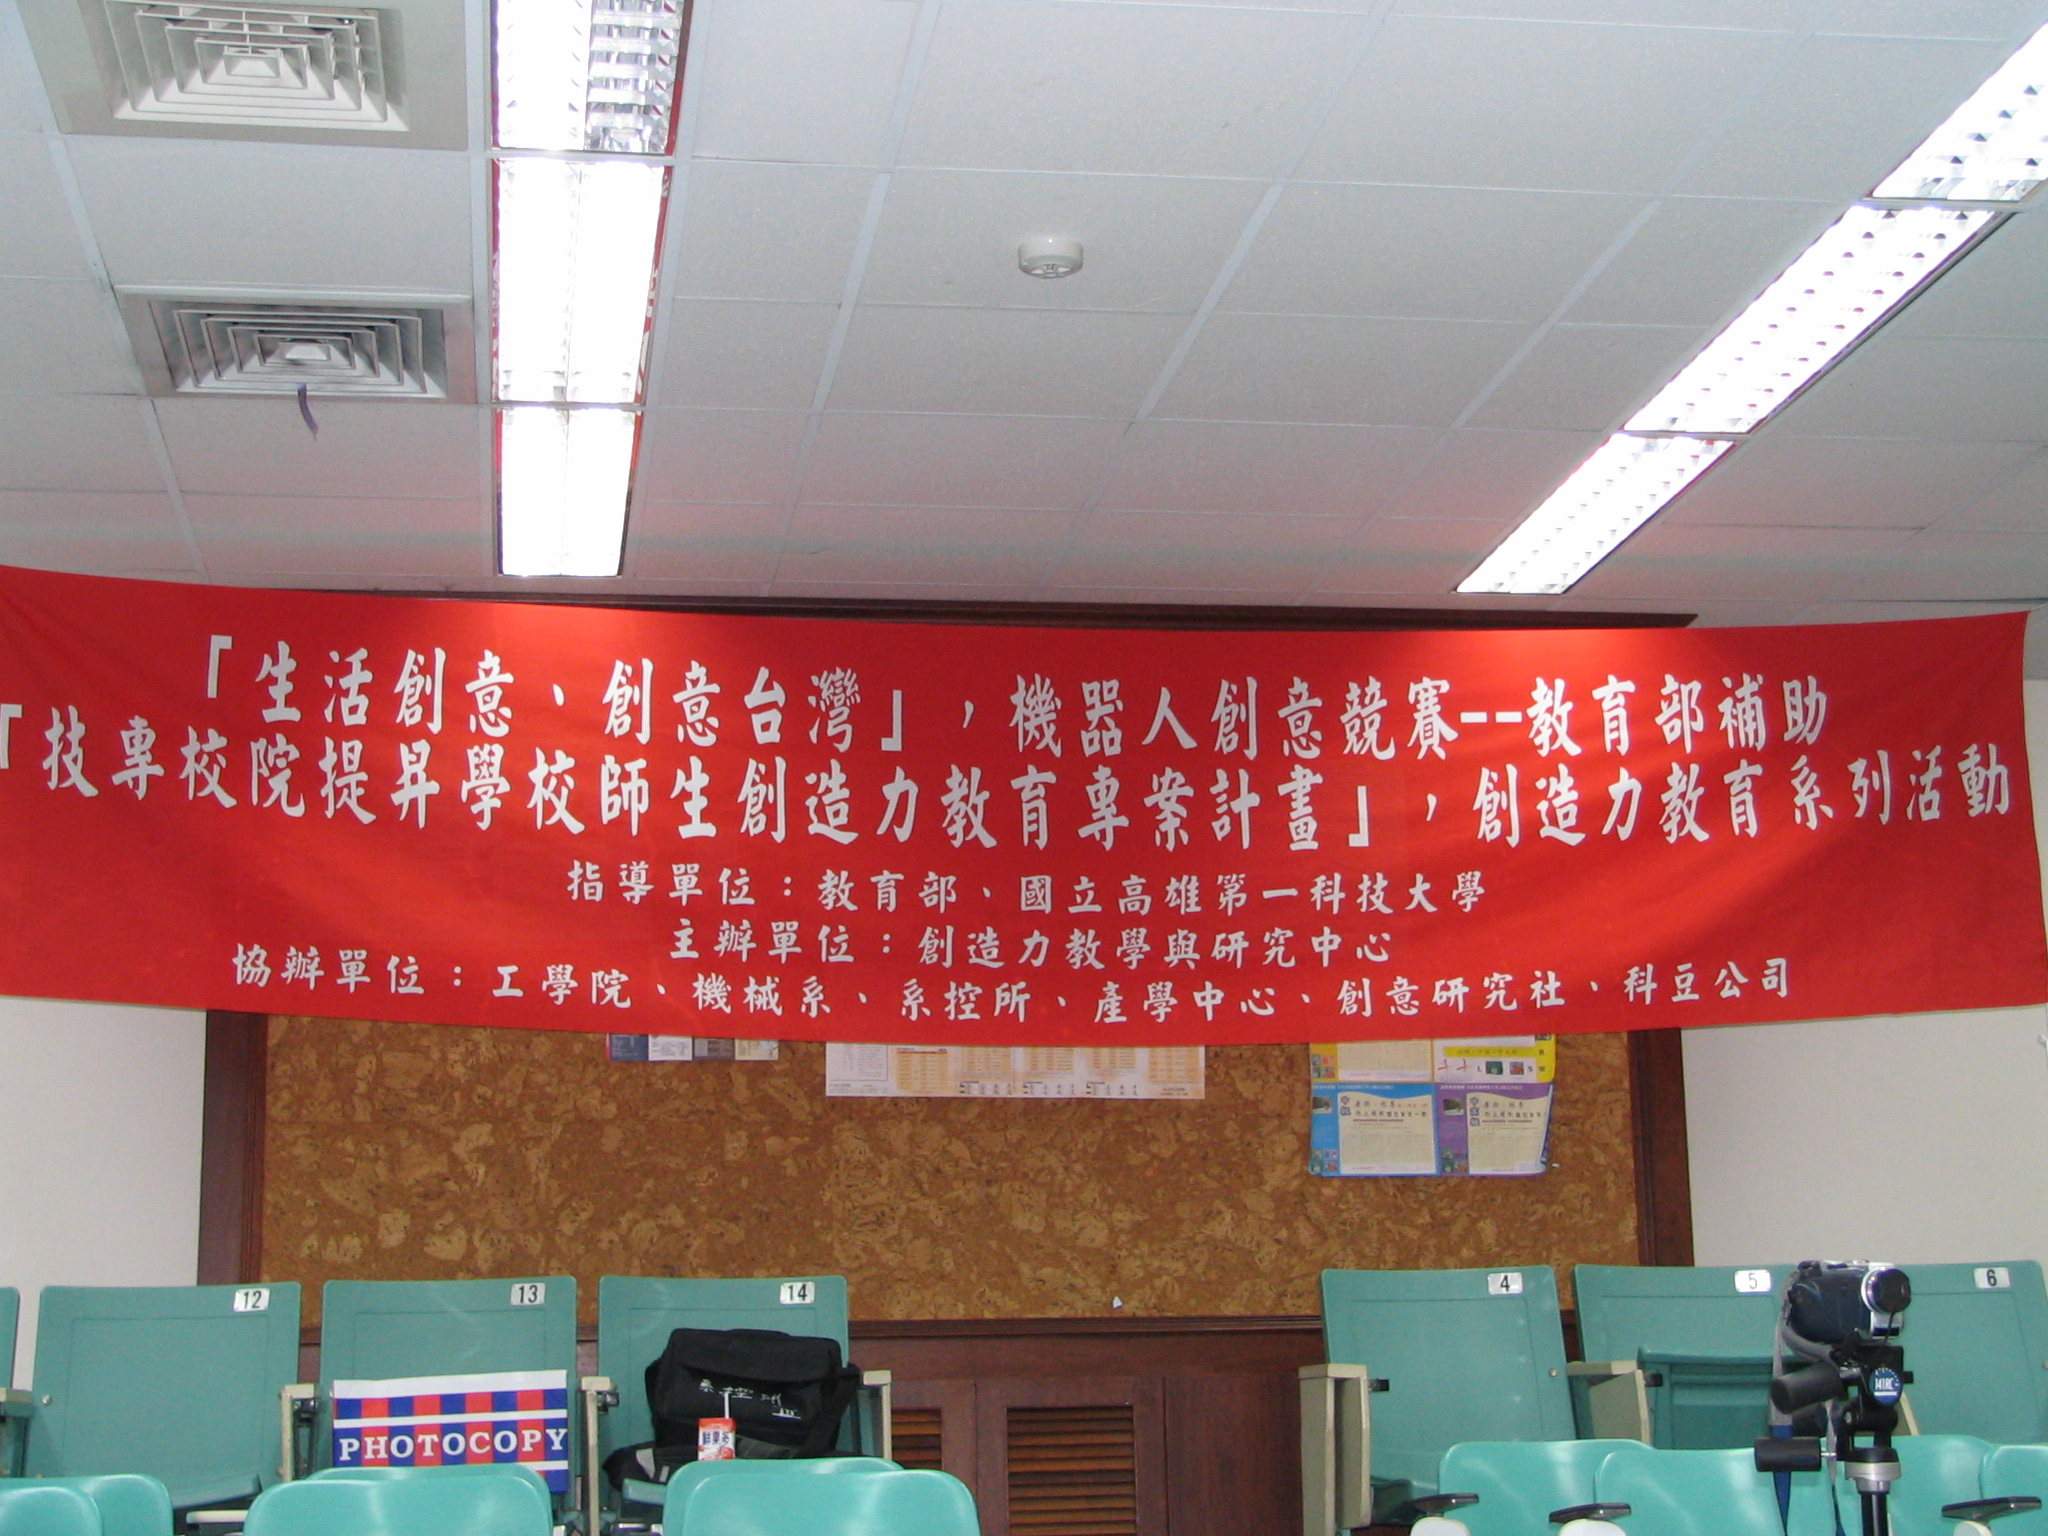 「生活創意、創意台灣」，機器人創意競賽--教育部補助
「技專校院提昇學校師生創造力教育專案計畫」，創造力教育系列活動
指導單位：教育部、國立高雄第一科技大學
主辦單位：創造力教學與研究中心
協辦單位：工學院、機械系、系控所、產學中心、創意研究社、科豆公司
12
13
14
4
5
6
PHOTOCOPY
系控所
141RC